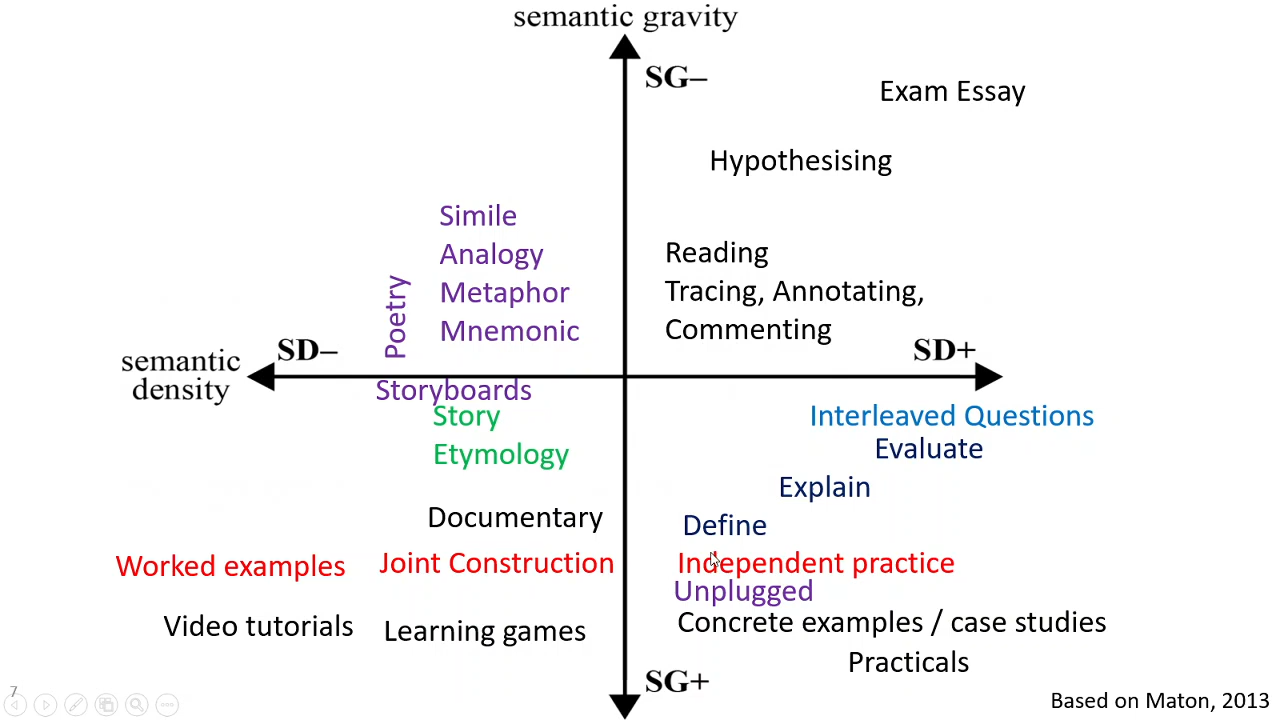 semantic gravity
SG–
Exam Essay
Hypothesising
Simile
Analogy
Metaphor
Mnemonic
Poetry
Reading
Tracing, Annotating,
Commenting
semantic
density
SD–
SD+
Storyboards
Story
Etymology
Interleaved Questions
Evaluate
Explain
Documentary
Define
Worked examples
Joint Construction
Independent practice
Unplugged
Video tutorials
Learning games
Concrete examples / case studies
Practicals
SG+
Based on Maton, 2013
7